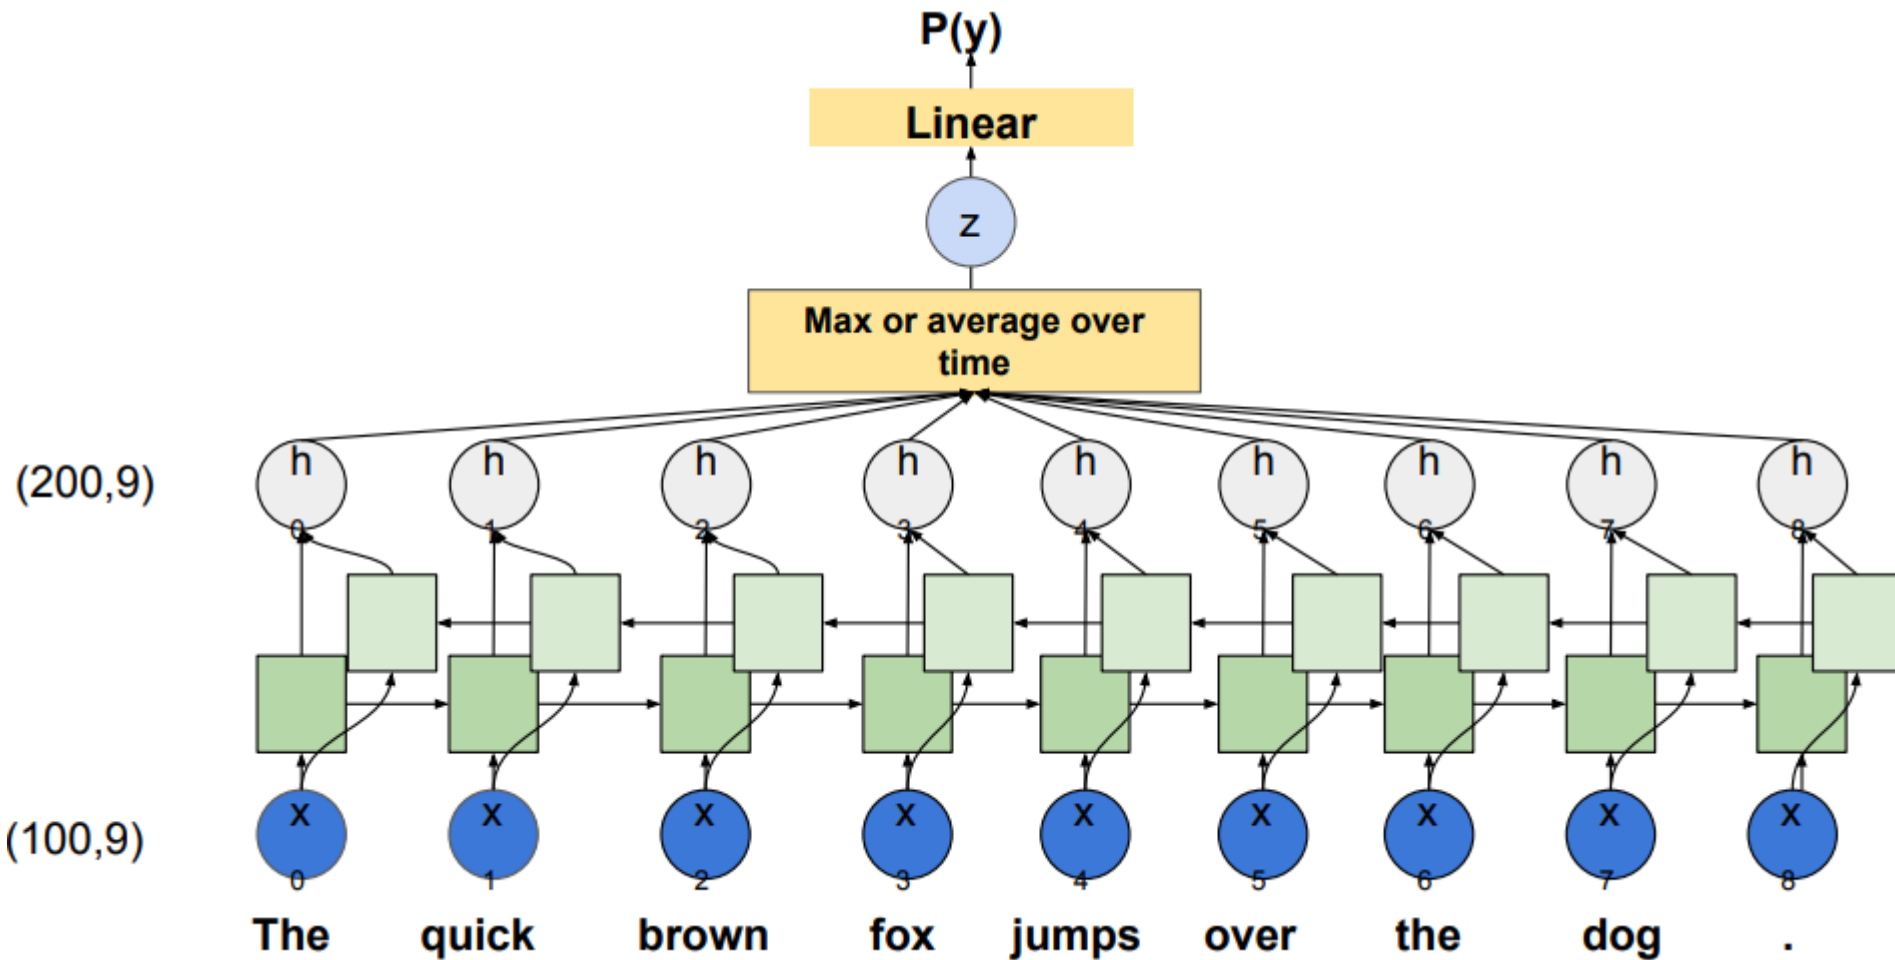 P(y)
Linear
z
Max or average over
time
(200,9)
h h h h h h h h h
0 1 2 3 4 5 6 7 8
(100,9)
x x x x x x x x x
0 1 2 3 4 5 6 7 8
The quick brown fox jumps over the dog .